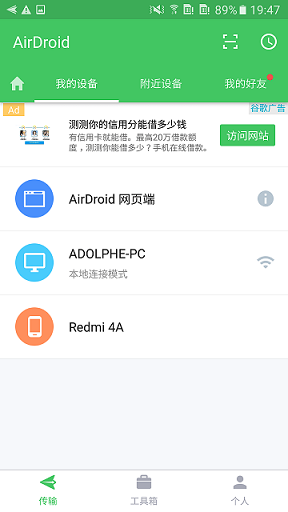 89% 19:47
AirDroid
我的设备 附近设备 我的好友
Ad 谷歌广告
测测你的信用分能借多少钱
有信用卡就能借。最高20万借款额
度，测测你能借多少？手机在线借款。
访问网站
AirDroid 网页端
ADOLPHE-PC
本地连接模式
Redmi 4A
传输 工具箱 个人